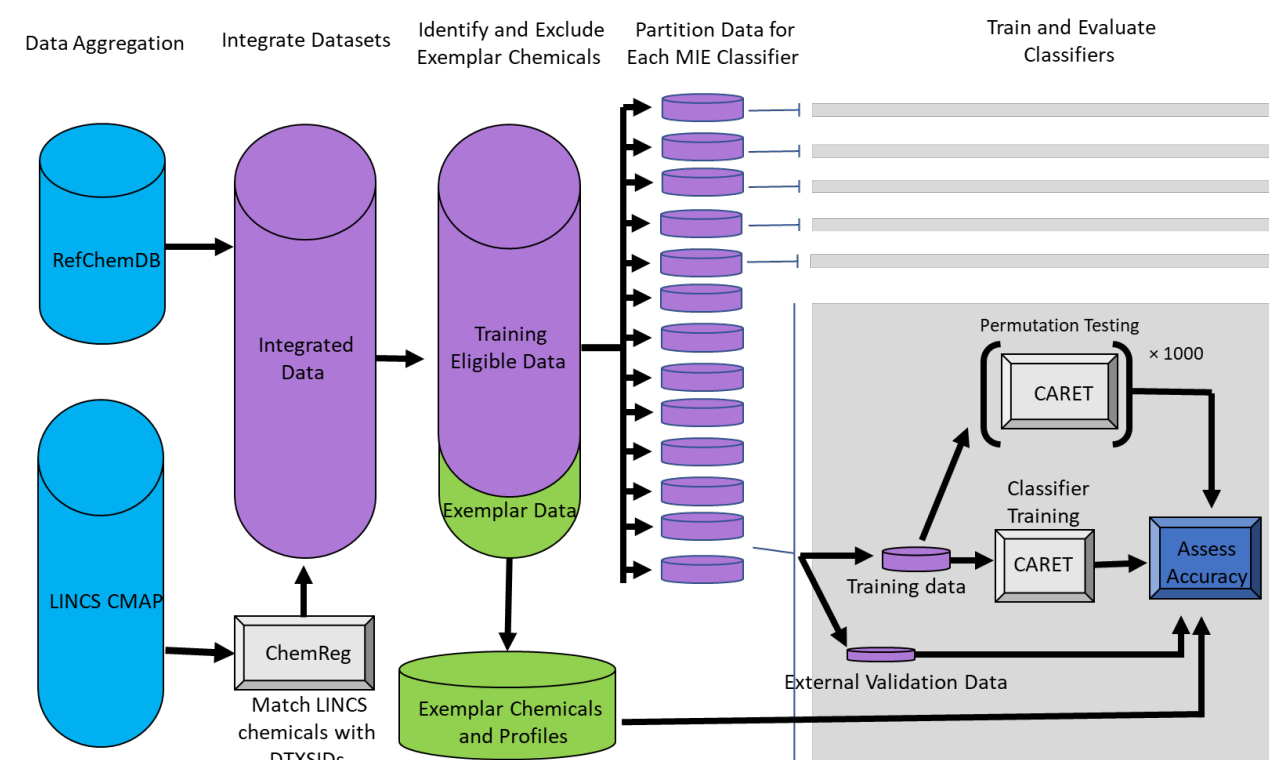 Data Aggregation
Integrate Datasets
Identify and Exclude
Exemplar Chemicals
Partition Data for
Each MIE Classifier
Train and Evaluate
Classifiers
RefChemDB
LINCS CMAP
Integrated
Data
ChemReg
Match LINCS
chemicals with
DTXSIDs
Training
Eligible Data
Exemplar Data
Exemplar Chemicals
and Profiles
Permutation Testing
× 1000
CARET
Classifier
Training
CARET
Training data
Assess
Accuracy
External Validation Data